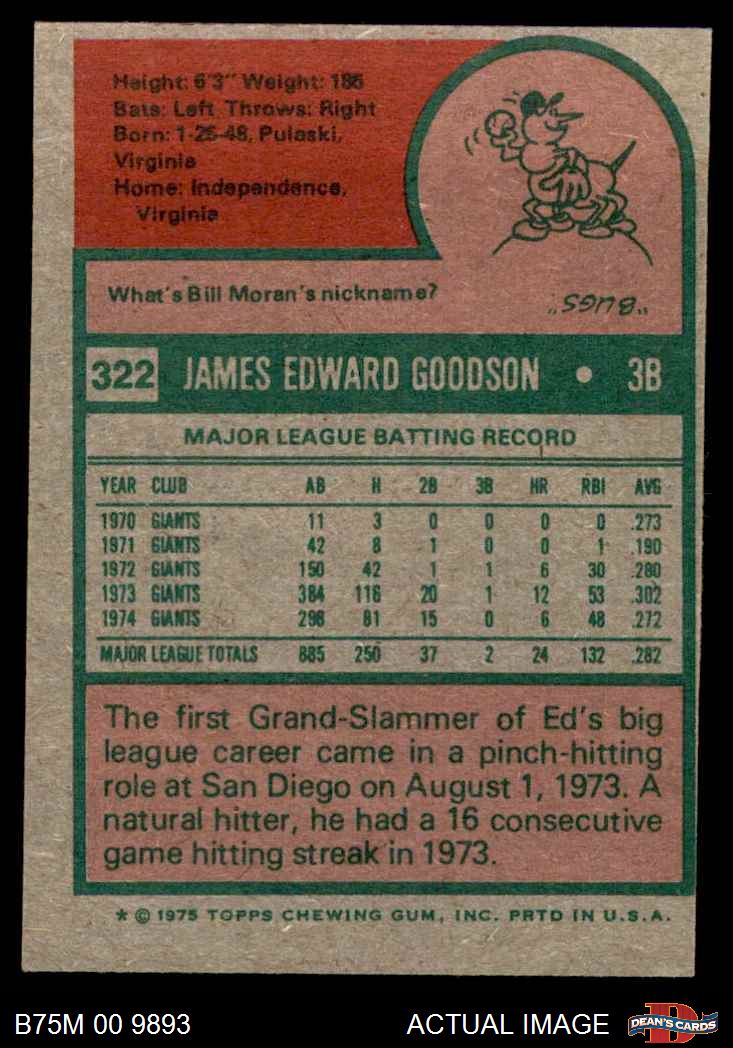 Height: 6'3" Weight: 185
Bats: Left Throws: Right
Born: 1-25-48, Pulaski,
Virginia
Home: Independence,
Virginia
What's Bill Moran's nickname?
"BUGS"
322 JAMES EDWARD GOODSON • 3B
MAJOR LEAGUE BATTING RECORD
YEAR CLUB AB H 2B 3B HR RBI AVG
1970 GIANTS 11 3 0 0 0 0 .273
1971 GIANTS 42 8 1 0 0 1 .190
1972 GIANTS 150 42 1 1 6 30 .280
1973 GIANTS 384 116 20 1 12 53 .302
1974 GIANTS 298 81 15 0 6 48 .272
MAJOR LEAGUE TOTALS 885 250 37 2 24 132 .282
The first Grand-Slammer of Ed's big
league career came in a pinch-hitting
role at San Diego on August 1, 1973. A
natural hitter, he had a 16 consecutive
game hitting streak in 1973.
* © 1975 TOPPS CHEWING GUM, INC. PRTD IN U.S.A.
B75M 00 9893 ACTUAL IMAGE DEAN'S CARDS